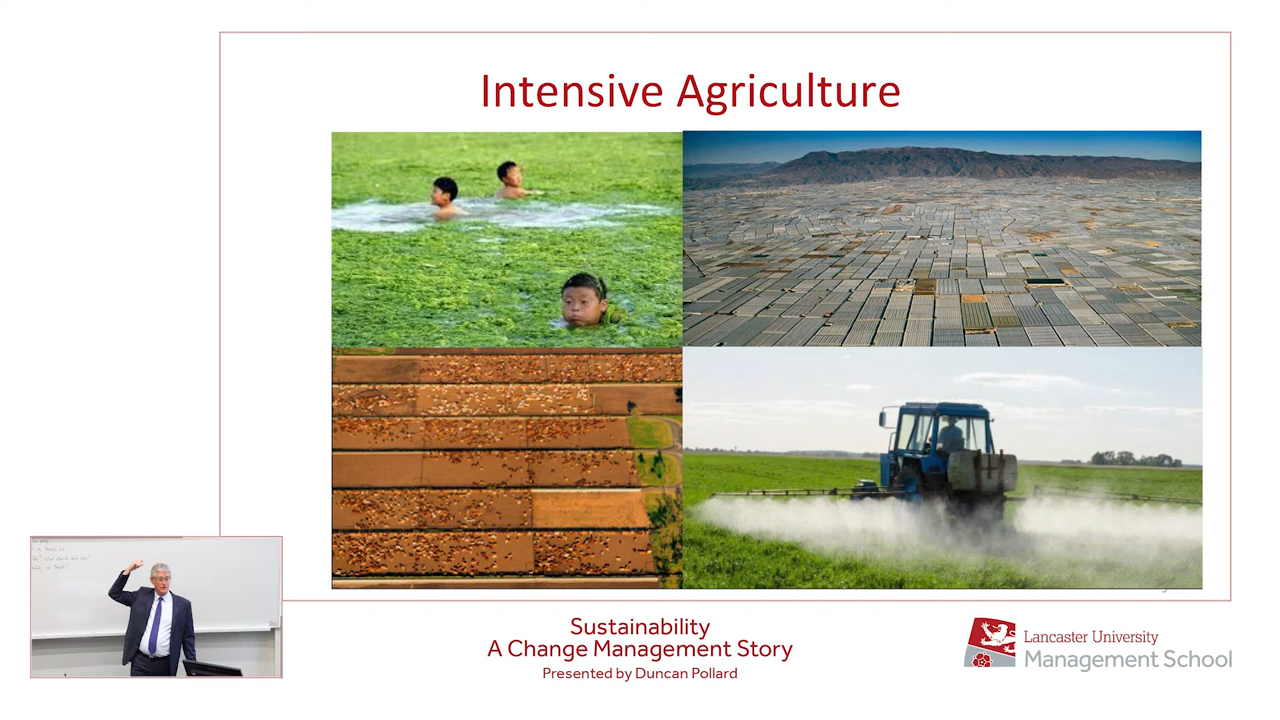 Intensive Agriculture
Sustainability
A Change Management Story
Presented by Duncan Pollard
Lancaster University
Management School